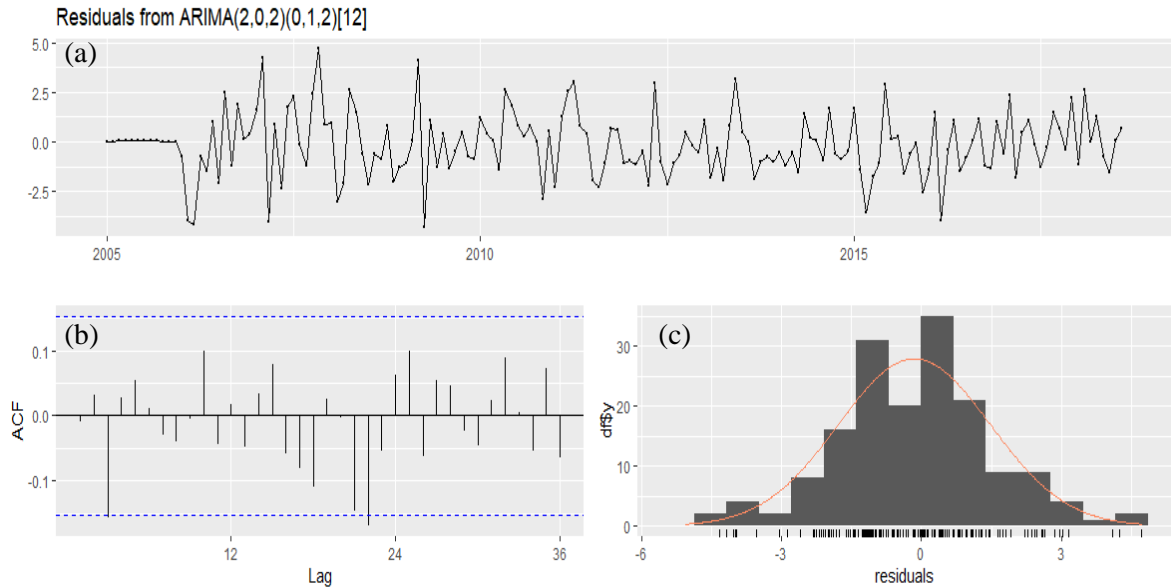 Residuals from ARIMA(2,0,2)(0,1,2)[12]
(a)
5.0
2.5
0.0
-2.5
2005 2010 2015
(b)
0.1
0.0
-0.1
ACF
12 24 36
Lag
(c)
30
20
10
0
df$y
-6 -3 0 3
residuals